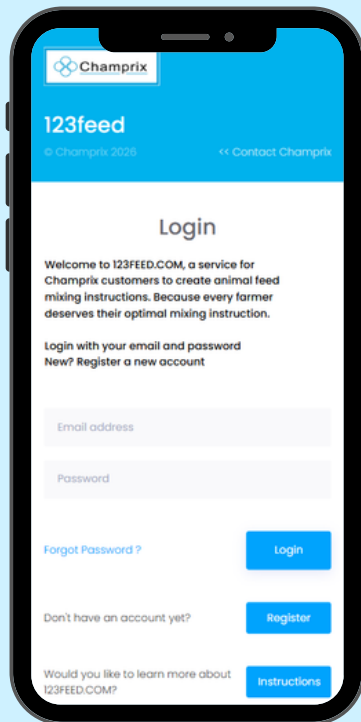 Champrix
123feed
© Champrix 2026 << Contact Champrix
Login
Welcome to 123FEED.COM, a service for
Champrix customers to create animal feed
mixing instructions. Because every farmer
deserves their optimal mixing instruction.
Login with your email and password
New? Register a new account
Email address
Password
Forgot Password ? Login
Don't have an account yet? Register
Would you like to learn more about
123FEED.COM? Instructions